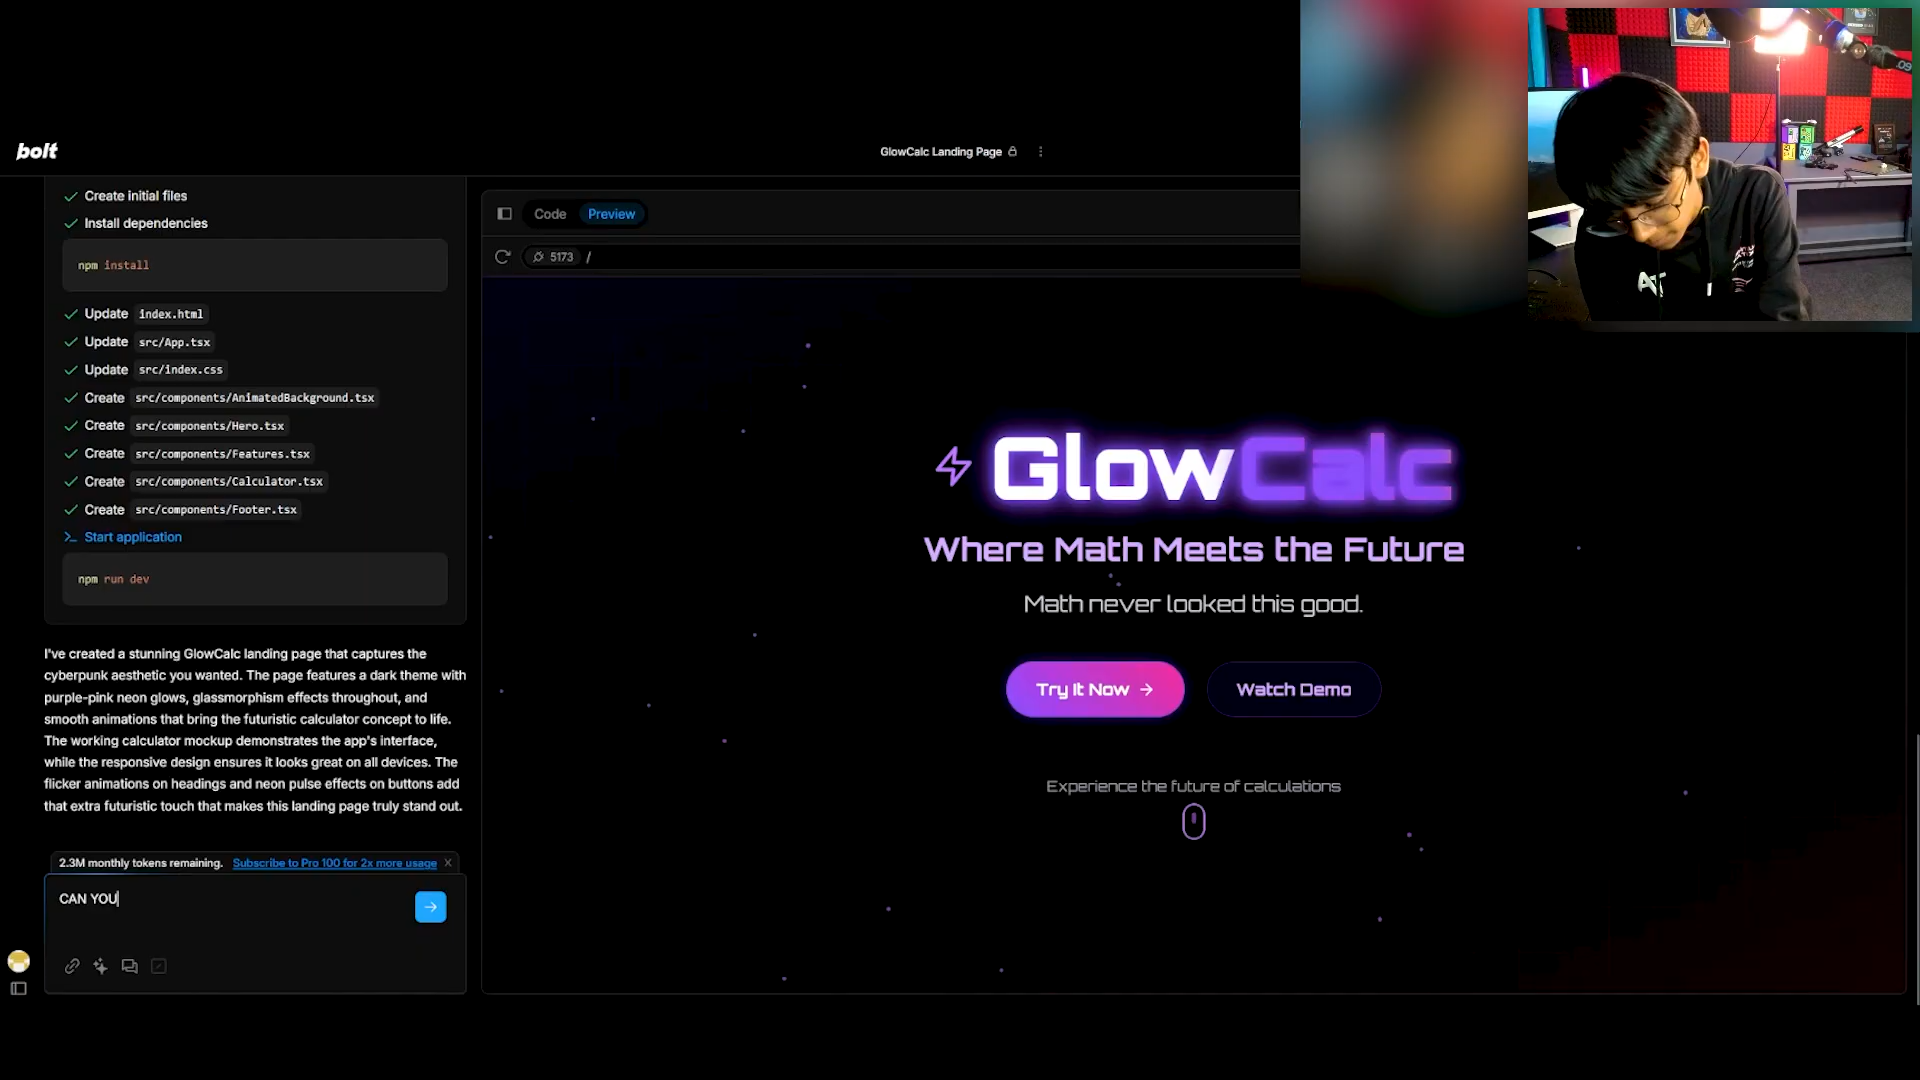 bolt
GlowCalc Landing Page
Create initial files
Install dependencies
npm install
Update index.html
Update src/App.tsx
Update src/index.css
Create src/components/AnimatedBackground.tsx
Create src/components/Hero.tsx
Create src/components/Features.tsx
Create src/components/Calculator.tsx
Create src/components/Footer.tsx
Start application
npm run dev
I've created a stunning GlowCalc landing page that captures the
cyberpunk aesthetic you wanted. The page features a dark theme with
purple-pink neon glows, glassmorphism effects throughout, and
smooth animations that bring the futuristic calculator concept to life.
The working calculator mockup demonstrates the app's interface,
while the responsive design ensures it looks great on all devices. The
flicker animations on headings and neon pulse effects on buttons add
that extra futuristic touch that makes this landing page truly stand out.
2.3M monthly tokens remaining. Subscribe to Pro 100 for 2x more usage
CAN YOU
Code Preview
5173 /
GlowCalc
Where Math Meets the Future
Math never looked this good.
Try It Now
Watch Demo
Experience the future of calculations